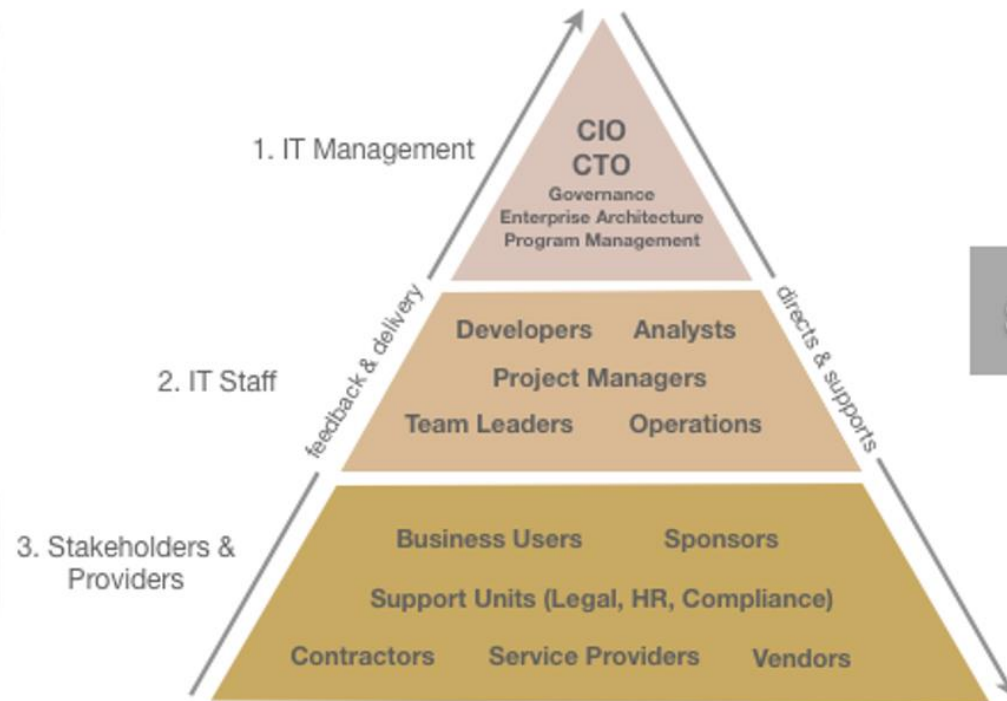 1. IT Management
CIO
CTO
Governance
Enterprise Architecture
Program Management
feedback & delivery
directs & supports
2. IT Staff
Developers Analysts
Project Managers
Team Leaders Operations
3. Stakeholders &
Providers
Business Users Sponsors
Support Units (Legal, HR, Compliance)
Contractors Service Providers Vendors